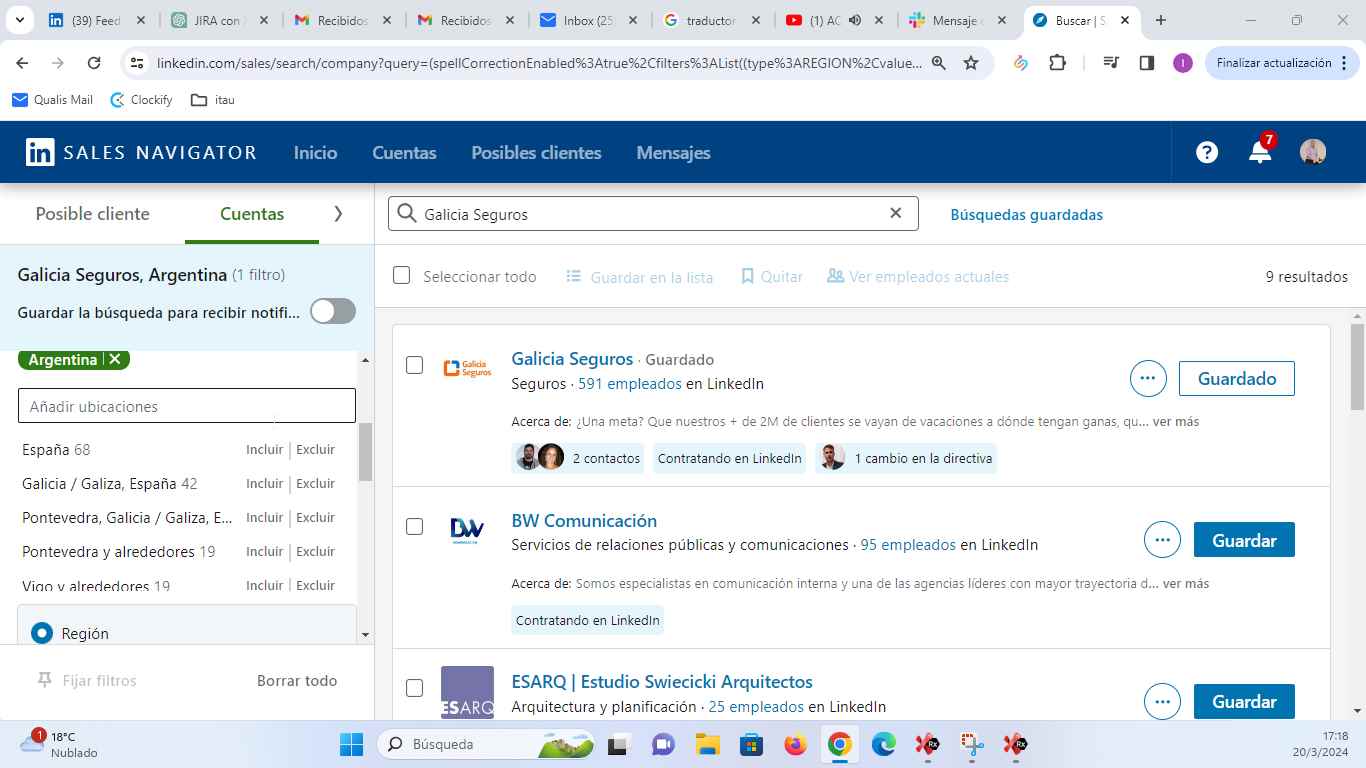 (39) Feed
JIRA con
Recibidos
Recibidos
Inbox (25
traductor
(1) AC
Mensaje
Buscar | S
linkedin.com/sales/search/company?query=(spellCorrectionEnabled%3Atrue%2Cfilters%3AList((type%3AREGION%2Cvalue...
I
Finalizar actualización
Qualis Mail
Clockify
itau
in SALES NAVIGATOR
Inicio
Cuentas
Posibles clientes
Mensajes
?
7
Posible cliente
Cuentas
Galicia Seguros
Búsquedas guardadas
Galicia Seguros, Argentina (1 filtro)
Guardar la búsqueda para recibir notifi...
Seleccionar todo
Guardar en la lista
Quitar
Ver empleados actuales
9 resultados
Argentina
Añadir ubicaciones
España 68 Incluir | Excluir
Galicia / Galiza, España 42 Incluir | Excluir
Pontevedra, Galicia / Galiza, E... Incluir | Excluir
Pontevedra y alrededores 19 Incluir | Excluir
Vigo y alrededores 19 Incluir | Excluir
Región
Fijar filtros
Borrar todo
Galicia
Seguros
Galicia Seguros · Guardado
Seguros · 591 empleados en LinkedIn
Guardado
Acerca de: ¿Una meta? Que nuestros + de 2M de clientes se vayan de vacaciones a dónde tengan ganas, qu... ver más
2 contactos
Contratando en LinkedIn
1 cambio en la directiva
BW
BW Comunicación
Servicios de relaciones públicas y comunicaciones · 95 empleados en LinkedIn
Guardar
Acerca de: Somos especialistas en comunicación interna y una de las agencias líderes con mayor trayectoria d... ver más
Contratando en LinkedIn
ESARQ
ESARQ | Estudio Swiecicki Arquitectos
Arquitectura y planificación · 25 empleados en LinkedIn
Guardar
1
18°C
Nublado
Búsqueda
Rx
Rx
17:18
20/3/2024